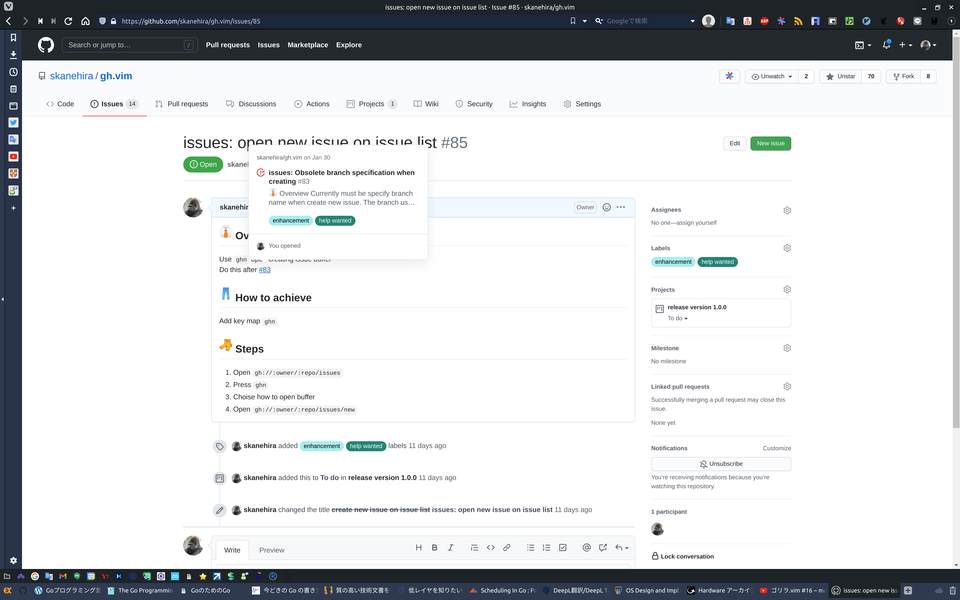 issues: open new issue on issue list · Issue #85 · skanehira/gh.vim
https://github.com/skanehira/gh.vim/issues/85
Googleで検索
Search or jump to…
/
Pull requests Issues Marketplace Explore
skanehira / gh.vim
Unwatch 2 Unstar 70 Fork 8
Code Issues 14 Pull requests Discussions Actions Projects 1 Wiki Security Insights Settings
issues: open new issue on issue list #85
Edit New issue
Open
skanehira/gh.vim on Jan 30
issues: Obsolete branch specification when
creating #83
Overview Currently must be specify branch
name when create new issue. The branch us…
enhancement help wanted
You opened
Owner
Use ghn
creating issue buffer
Do this after #83
How to achieve
Add key map ghn
Steps
1. Open gh://:owner/:repo/issues
2. Press ghn
3. Choise how to open buffer
4. Open gh://:owner/:repo/issues/new
skanehira added enhancement help wanted labels 11 days ago
skanehira added this to To do in release version 1.0.0 11 days ago
skanehira changed the title create new issue on issue list issues: open new issue on issue list 11 days ago
Write Preview
Assignees
No one—assign yourself
Labels
enhancement help wanted
Projects
release version 1.0.0
To do
Milestone
No milestone
Linked pull requests
Successfully merging a pull request may close this
issue.
None yet
Notifications Customize
Unsubscribe
You're receiving notifications because you're
watching this repository.
1 participant
Lock conversation
Goプログラミング
The Go Programmin
GoのためのGo
今どきの Go の書き
質の高い技術文書を
低レイヤを知りたい
Scheduling In Go : P
DeepL翻訳/DeepL T
OS Design and Impl
Hardware アーカイ
ゴリラ.vim #16 – m
issues: open new iss